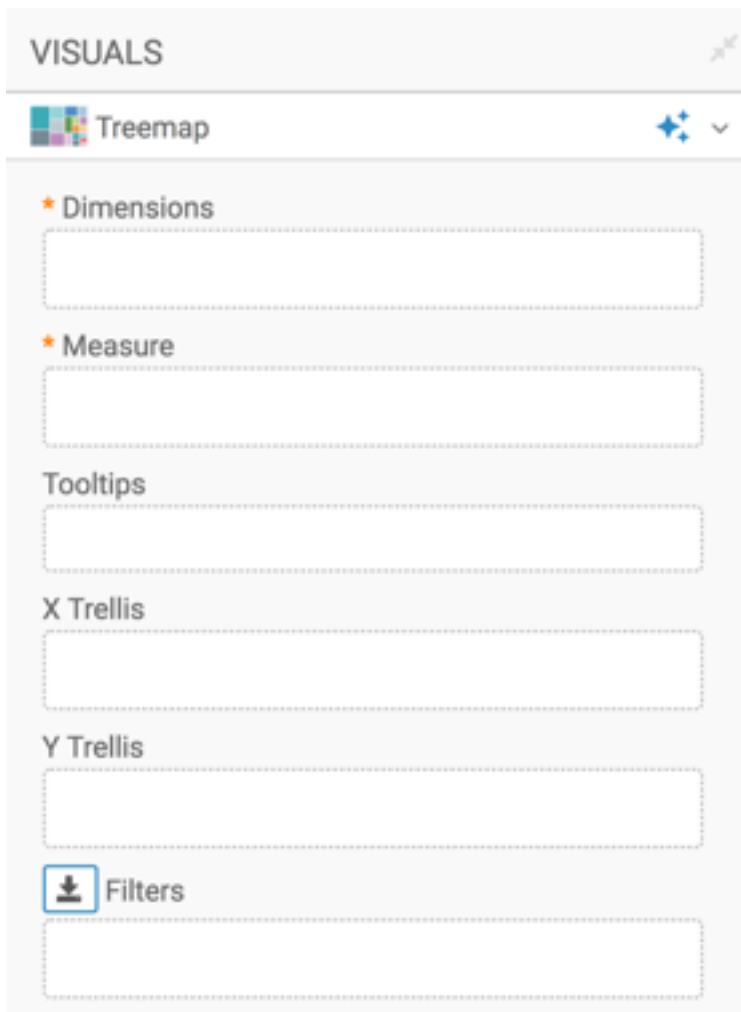 VISUALS
Treemap
* Dimensions
* Measure
Tooltips
X Trellis
Y Trellis
Filters